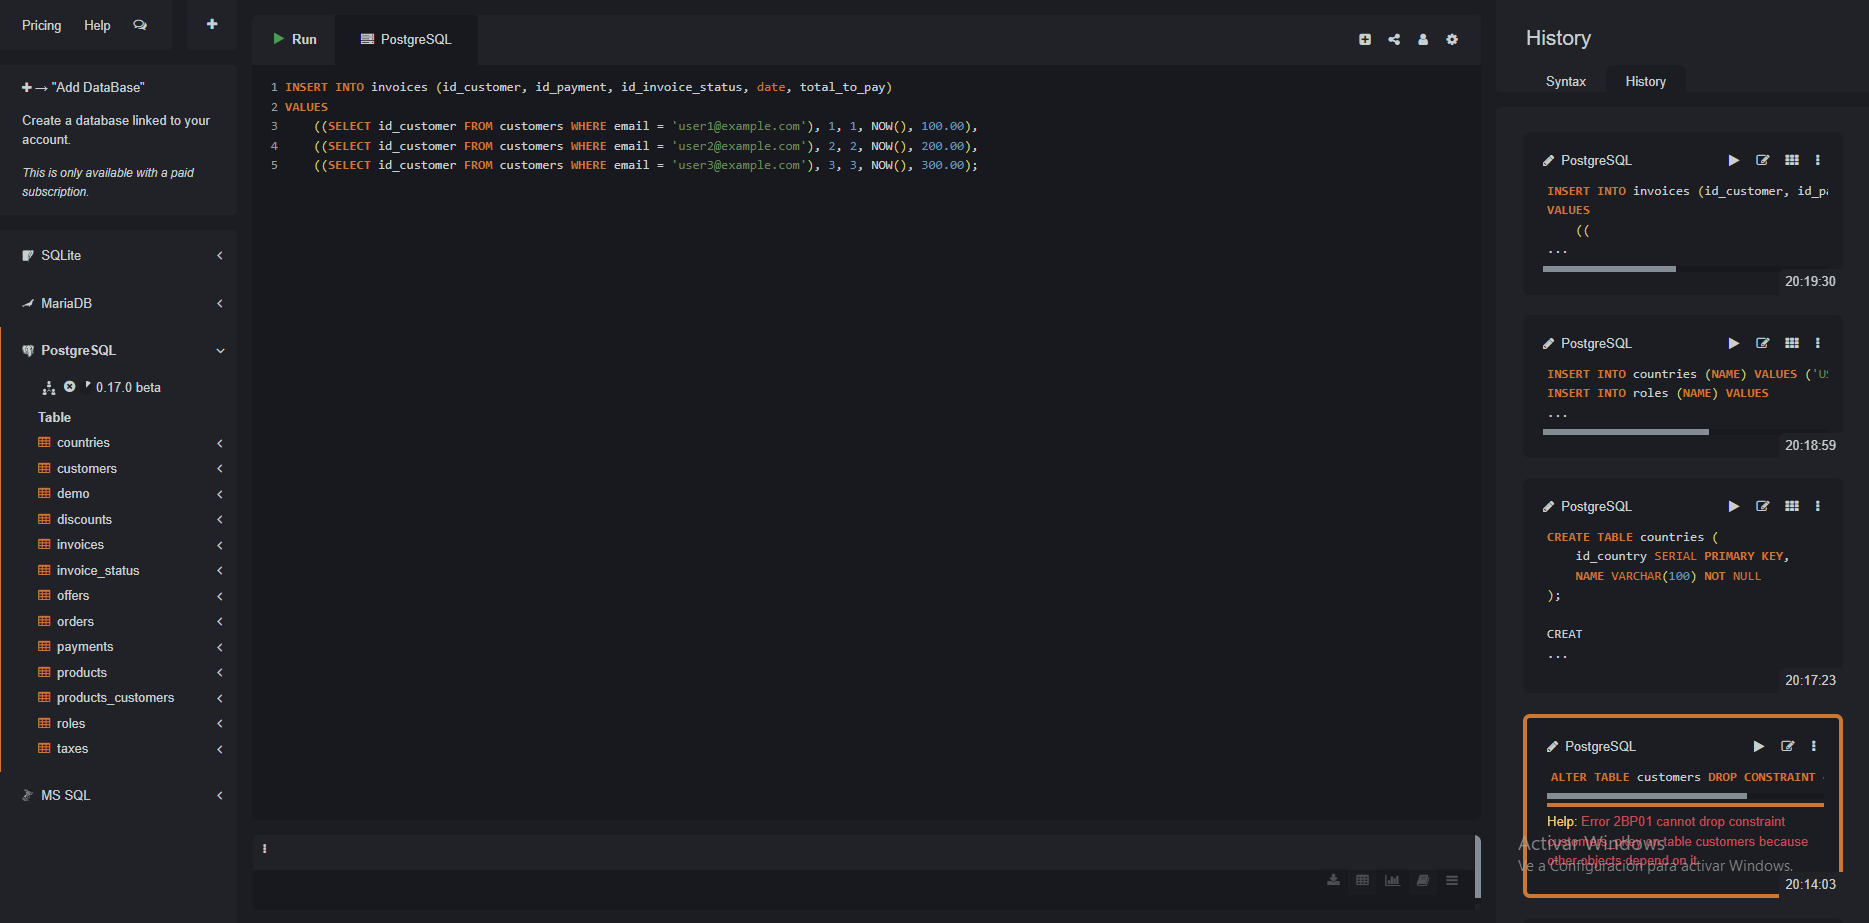 Pricing Help
"Add DataBase"
Create a database linked to your
account.
This is only available with a paid
subscription.
SQLite
MariaDB
PostgreSQL
0.17.0 beta
Table
countries
customers
demo
discounts
invoices
invoice_status
offers
orders
payments
products
products_customers
roles
taxes
MS SQL
Run PostgreSQL
1 INSERT INTO invoices (id_customer, id_payment, id_invoice_status, date, total_to_pay)
2 VALUES
3 ((SELECT id_customer FROM customers WHERE email = 'user1@example.com'), 1, 1, NOW(), 100.00),
4 ((SELECT id_customer FROM customers WHERE email = 'user2@example.com'), 2, 2, NOW(), 200.00),
5 ((SELECT id_customer FROM customers WHERE email = 'user3@example.com'), 3, 3, NOW(), 300.00);
History
Syntax History
PostgreSQL
INSERT INTO invoices (id_customer, id_pa
VALUES
((
...
20:19:30
PostgreSQL
INSERT INTO countries (NAME) VALUES ('US
INSERT INTO roles (NAME) VALUES
...
20:18:59
PostgreSQL
CREATE TABLE countries (
id_country SERIAL PRIMARY KEY,
NAME VARCHAR(100) NOT NULL
);
CREAT
...
20:17:23
PostgreSQL
ALTER TABLE customers DROP CONSTRAINT
Help: Error 2BP01 cannot drop constraint
customers_pkey on table customers because
other objects depend on it
Activar Windows
Ve a Configuración para activar Windows.
20:14:03